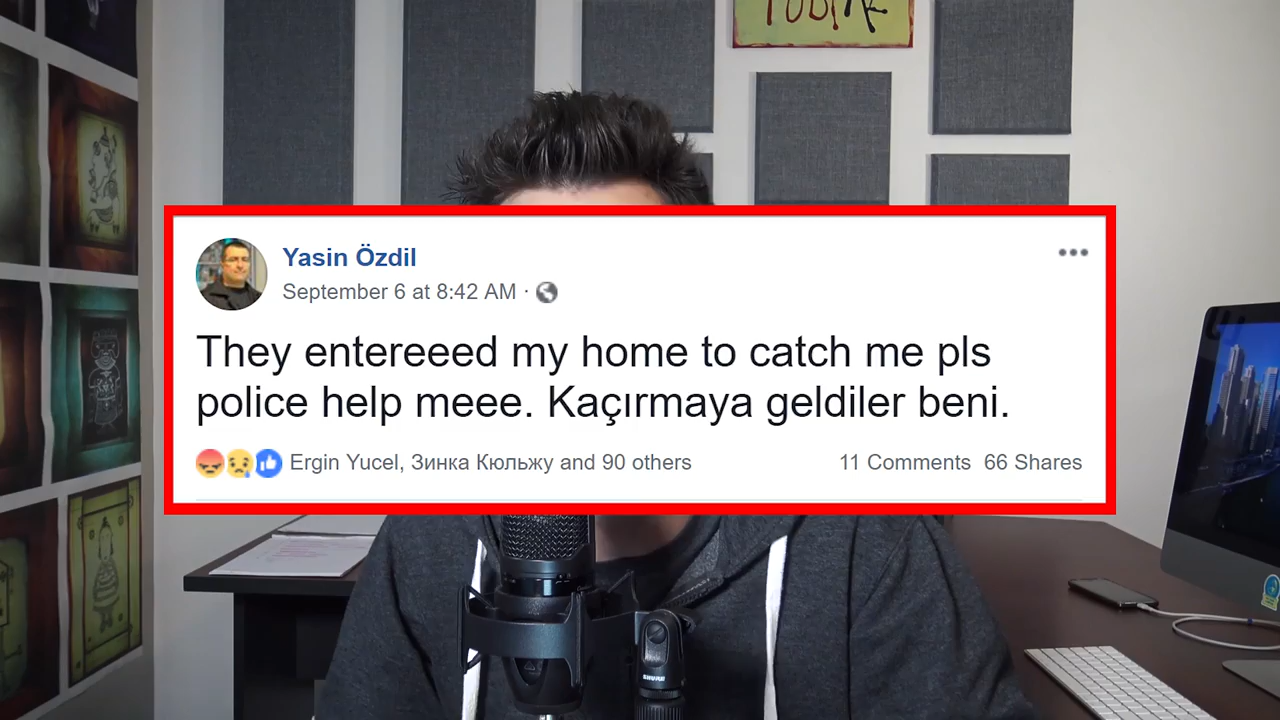 Yasin Özdil
September 6 at 8:42 AM ·
They entereeed my home to catch me pls
police help meee. Kaçırmaya geldiler beni.
Ergin Yucel, Зинка Кюльжу and 90 others 11 Comments 66 Shares
SHURE